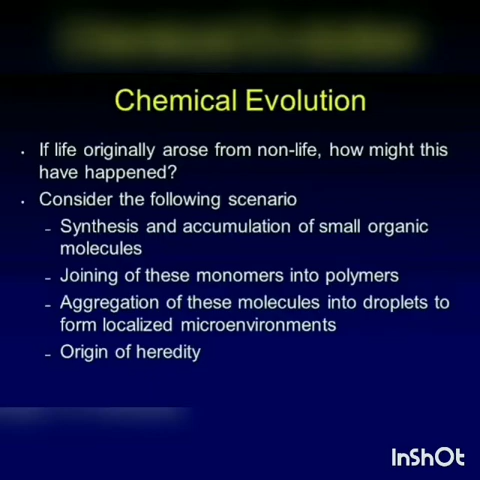 Chemical Evolution
• If life originally arose from non-life, how might this
have happened?
• Consider the following scenario
– Synthesis and accumulation of small organic
molecules
– Joining of these monomers into polymers
– Aggregation of these molecules into droplets to
form localized microenvironments
– Origin of heredity
InShOt